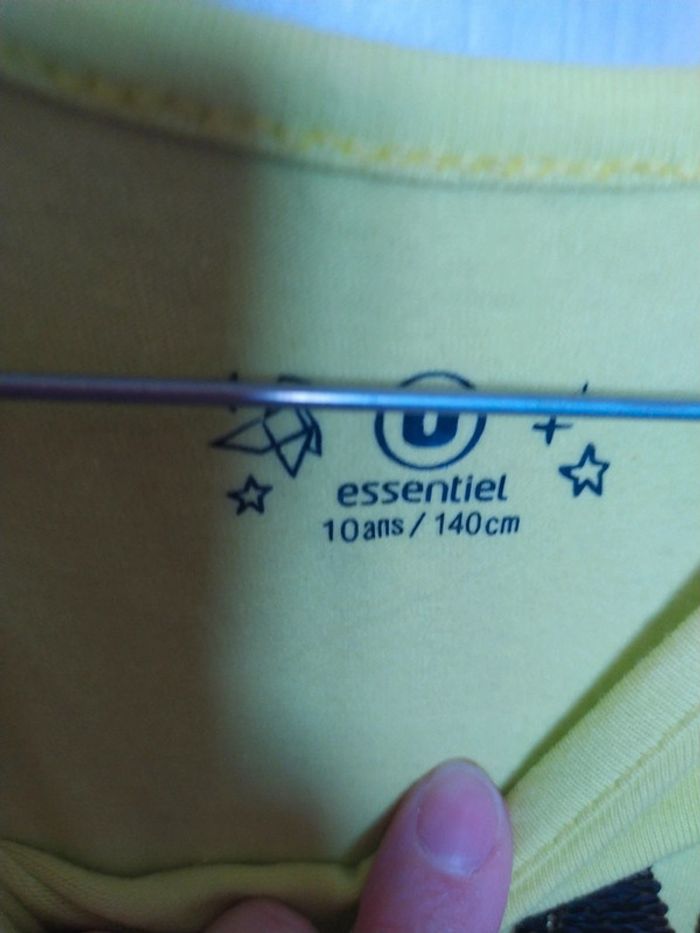 U
essentiel
10ans / 140cm